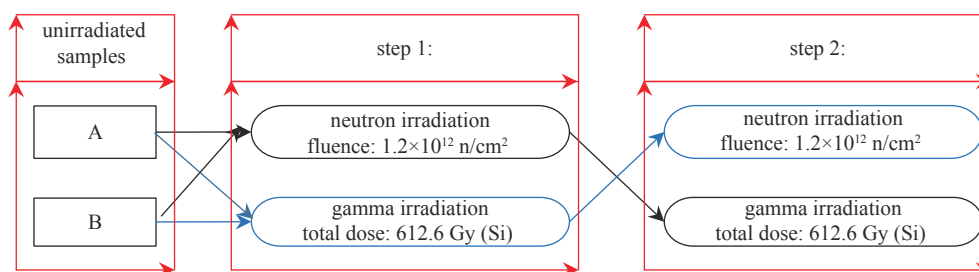 unirradiated
samples
step 1:
step 2:
A
B
neutron irradiation
fluence: 1.2×10¹² n/cm²
gamma irradiation
total dose: 612.6 Gy (Si)
neutron irradiation
fluence: 1.2×10¹² n/cm²
gamma irradiation
total dose: 612.6 Gy (Si)